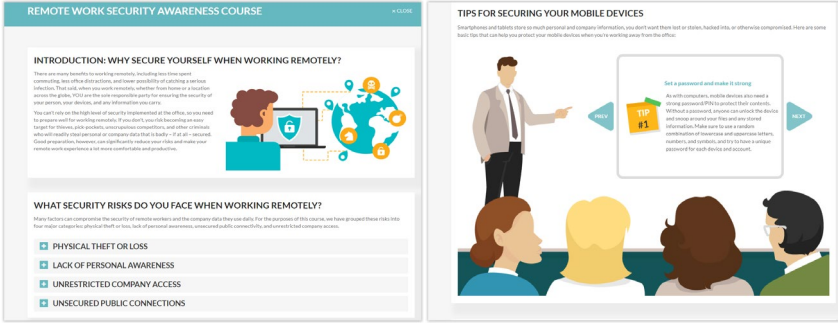 REMOTE WORK SECURITY AWARENESS COURSE
× CLOSE
INTRODUCTION: WHY SECURE YOURSELF WHEN WORKING REMOTELY?
There are many benefits to working remotely, including less time spent
commuting, less office distractions, and lower possibility of catching a serious
infection. That said, when you work remotely, whether from home or a location
across the globe, YOU are the sole responsible party for ensuring the security of
your person, your devices, and any information you carry.
You can't rely on the high level of security implemented at the office, so you need
to prepare well for working remotely. If you don't, you risk becoming an easy
target for thieves, pick-pockets, unscrupulous competitors, and other criminals
who will readily steal personal or company data that is badly – if at all – secured.
Good preparation, however, can significantly reduce your risks and make your
remote work experience a lot more comfortable and productive.
WHAT SECURITY RISKS DO YOU FACE WHEN WORKING REMOTELY?
Many factors can compromise the security of remote workers and the company data they use daily. For the purposes of this course, we have grouped these risks into
four major categories: physical theft or loss, lack of personal awareness, unsecured public connectivity, and unrestricted company access.
+ PHYSICAL THEFT OR LOSS
+ LACK OF PERSONAL AWARENESS
+ UNRESTRICTED COMPANY ACCESS
+ UNSECURED PUBLIC CONNECTIONS
TIPS FOR SECURING YOUR MOBILE DEVICES
Smartphones and tablets store so much personal and company information, you don't want them lost or stolen, hacked into, or otherwise compromised. Here are some
basic tips that can help you protect your mobile devices when you're working away from the office:
PREV
TIP
#1
Set a password and make it strong
As with computers, mobile devices also need a
strong password/PIN to protect their contents.
Without a password, anyone can unlock the device
and snoop around your files and any stored
information. Make sure to use a random
combination of lowercase and uppercase letters,
numbers, and symbols, and try to have a unique
password for each device and account.
NEXT